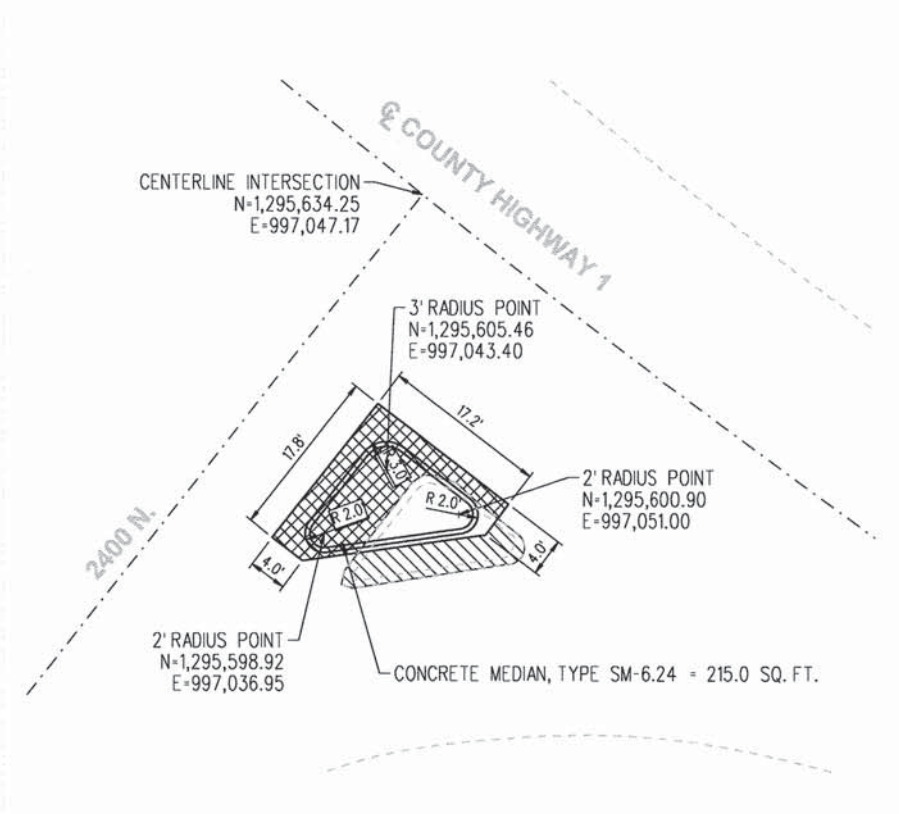 ℄ COUNTY HIGHWAY 1
CENTERLINE INTERSECTION
N=1,295,634.25
E=997,047.17
3' RADIUS POINT
N=1,295,605.46
E=997,043.40
17.8'
17.2'
R 3.0'
R 2.0'
R 2.0'
2' RADIUS POINT
N=1,295,600.90
E=997,051.00
2400 N.
4.0'
4.0'
2' RADIUS POINT
N=1,295,598.92
E=997,036.95
CONCRETE MEDIAN, TYPE SM-6.24 = 215.0 SQ. FT.